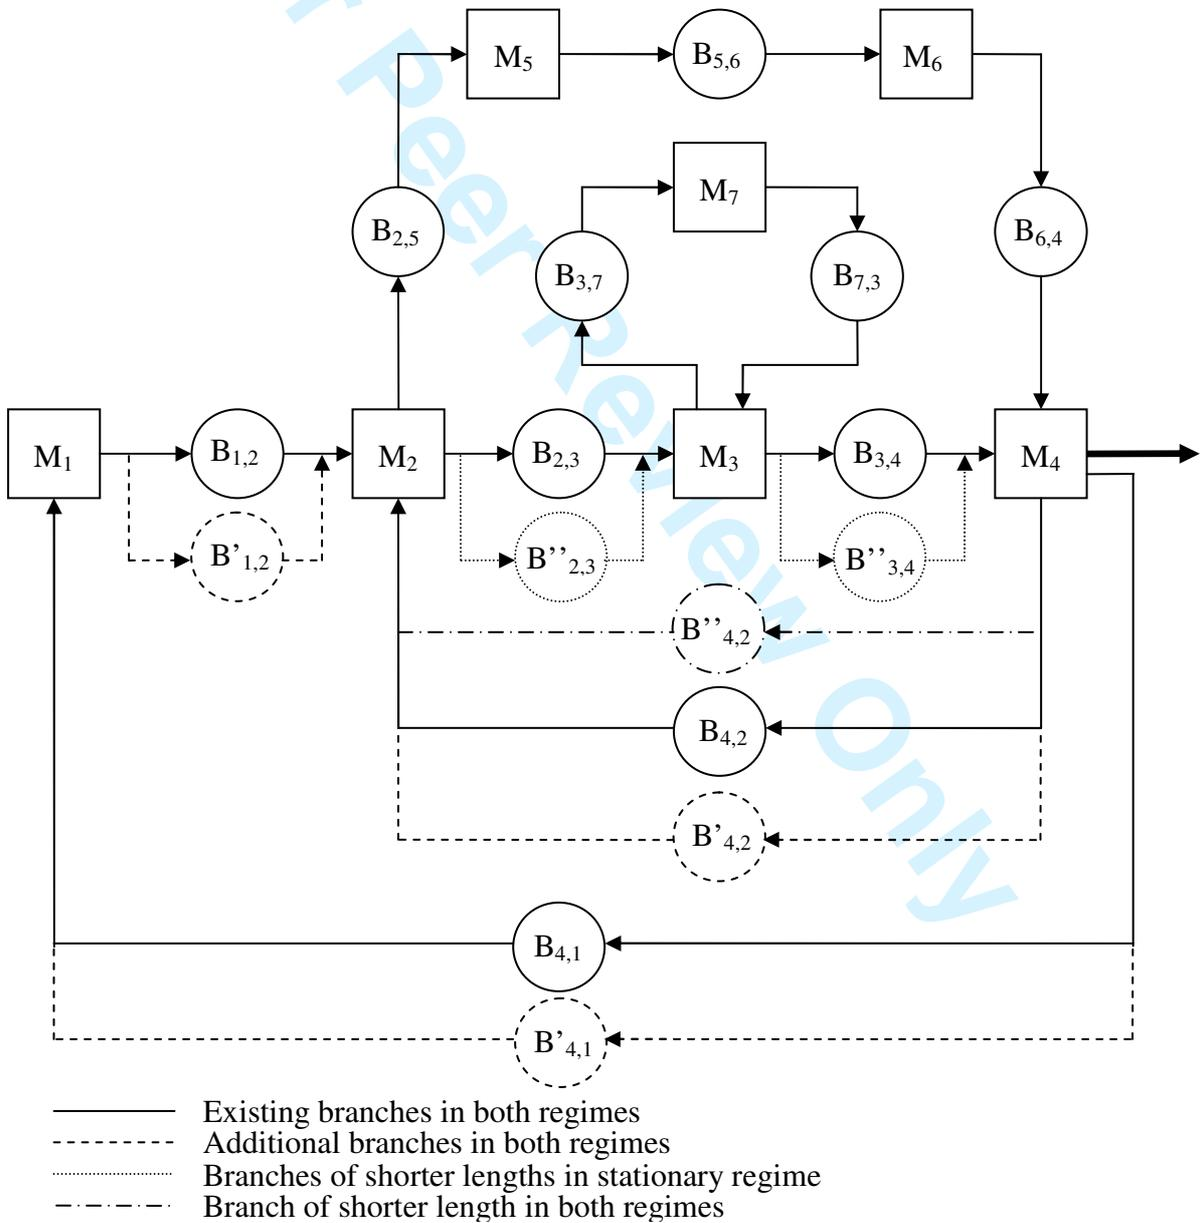 r Peer Review Only
M5 B5,6 M6
M7
B2,5 B6,4
B3,7 B7,3
M1 B1,2 M2 B2,3 M3 B3,4 M4
B’1,2 B’’2,3 B’’3,4
B’’4,2
B4,2
B’4,2
B4,1
B’4,1
Existing branches in both regimes
Additional branches in both regimes
Branches of shorter lengths in stationary regime
Branch of shorter length in both regimes